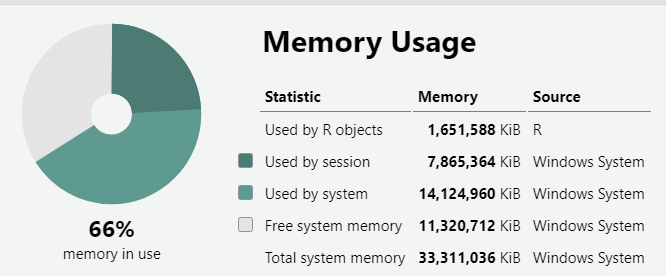 Memory Usage
Statistic Memory Source
Used by R objects 1,651,588 KiB R
Used by session 7,865,364 KiB Windows System
Used by system 14,124,960 KiB Windows System
Free system memory 11,320,712 KiB Windows System
Total system memory 33,311,036 KiB Windows System
66%
memory in use